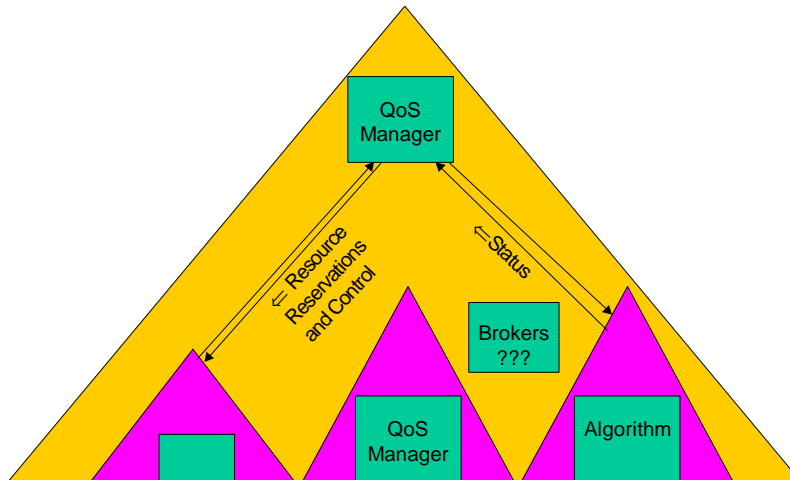 QoS
Manager
⇐ Resource
Reservations
and Control
⇐Status
Brokers
???
QoS
Manager
Algorithm